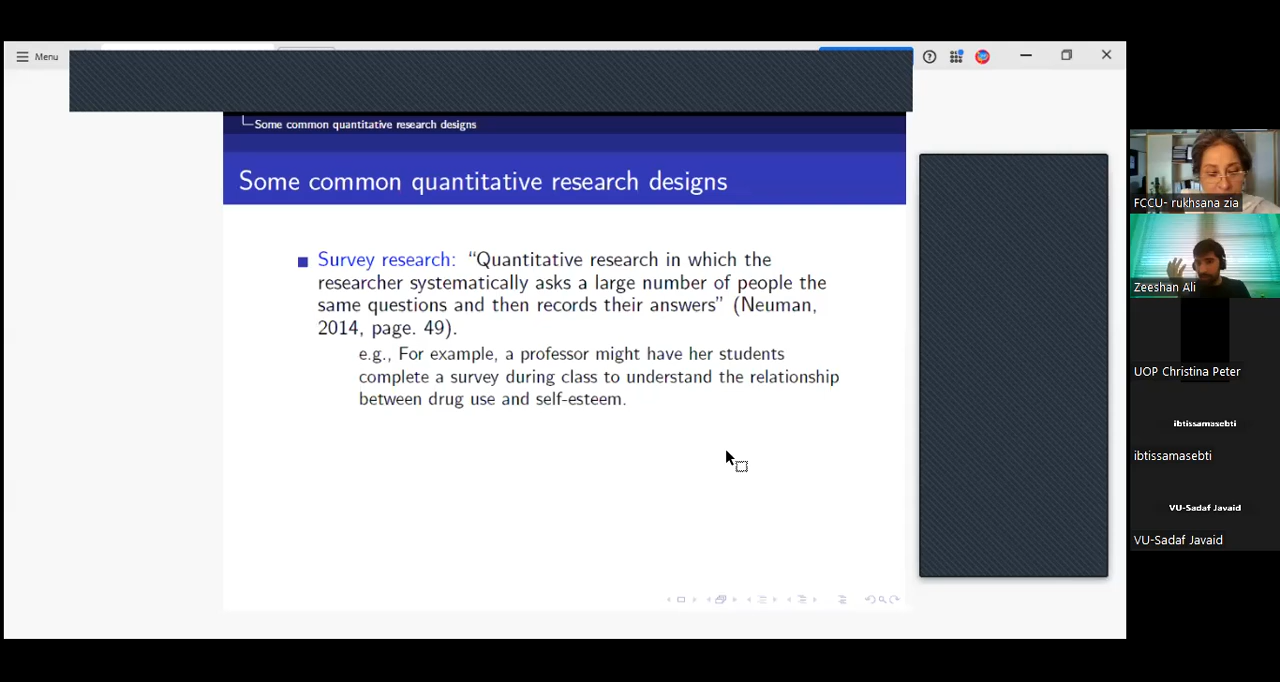 Menu
Some common quantitative research designs
Some common quantitative research designs
Survey research: “Quantitative research in which the
researcher systematically asks a large number of people the
same questions and then records their answers” (Neuman,
2014, page. 49).
e.g., For example, a professor might have her students
complete a survey during class to understand the relationship
between drug use and self-esteem.
FCCU- rukhsana zia
Zeeshan Ali
UOP Christina Peter
ibtissamasebti
ibtissamasebti
VU-Sadaf Javaid
VU-Sadaf Javaid